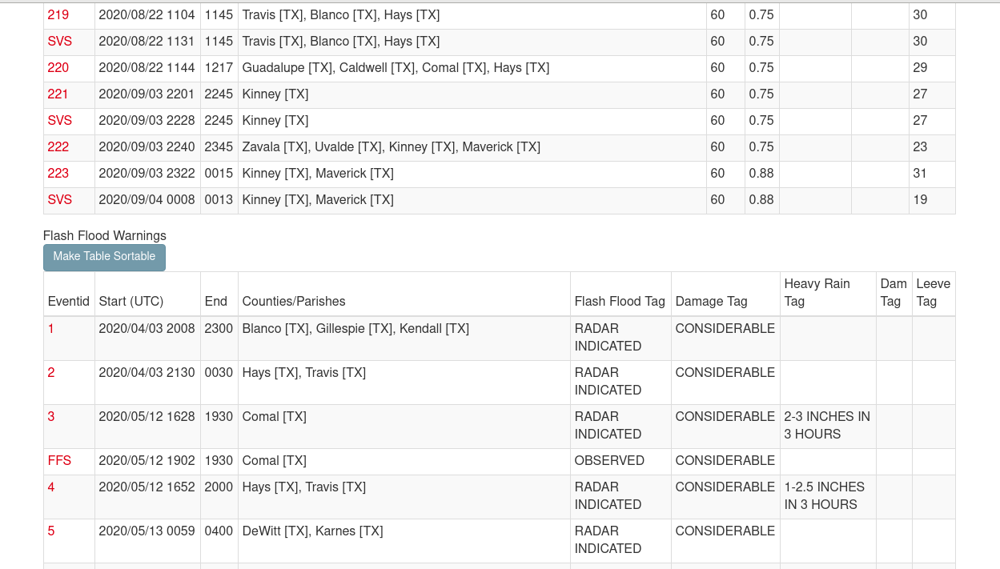 219 2020/08/22 1104 1145 Travis [TX], Blanco [TX], Hays [TX] 60 0.75 30
SVS 2020/08/22 1131 1145 Travis [TX], Blanco [TX], Hays [TX] 60 0.75 30
220 2020/08/22 1144 1217 Guadalupe [TX], Caldwell [TX], Comal [TX], Hays [TX] 60 0.75 29
221 2020/09/03 2201 2245 Kinney [TX] 60 0.75 27
SVS 2020/09/03 2228 2245 Kinney [TX] 60 0.75 27
222 2020/09/03 2240 2345 Zavala [TX], Uvalde [TX], Kinney [TX], Maverick [TX] 60 0.75 23
223 2020/09/03 2322 0015 Kinney [TX], Maverick [TX] 60 0.88 31
SVS 2020/09/04 0008 0013 Kinney [TX], Maverick [TX] 60 0.88 19
Flash Flood Warnings
Make Table Sortable
Heavy Rain Dam Leeve
Eventid Start (UTC) End Counties/Parishes Flash Flood Tag Damage Tag Tag Tag Tag
1 2020/04/03 2008 2300 Blanco [TX], Gillespie [TX], Kendall [TX] RADAR CONSIDERABLE
INDICATED
2 2020/04/03 2130 0030 Hays [TX], Travis [TX] RADAR CONSIDERABLE
INDICATED
3 2020/05/12 1628 1930 Comal [TX] RADAR CONSIDERABLE 2-3 INCHES IN
INDICATED 3 HOURS
FFS 2020/05/12 1902 1930 Comal [TX] OBSERVED CONSIDERABLE
4 2020/05/12 1652 2000 Hays [TX], Travis [TX] RADAR CONSIDERABLE 1-2.5 INCHES
INDICATED IN 3 HOURS
5 2020/05/13 0059 0400 DeWitt [TX], Karnes [TX] RADAR CONSIDERABLE
INDICATED